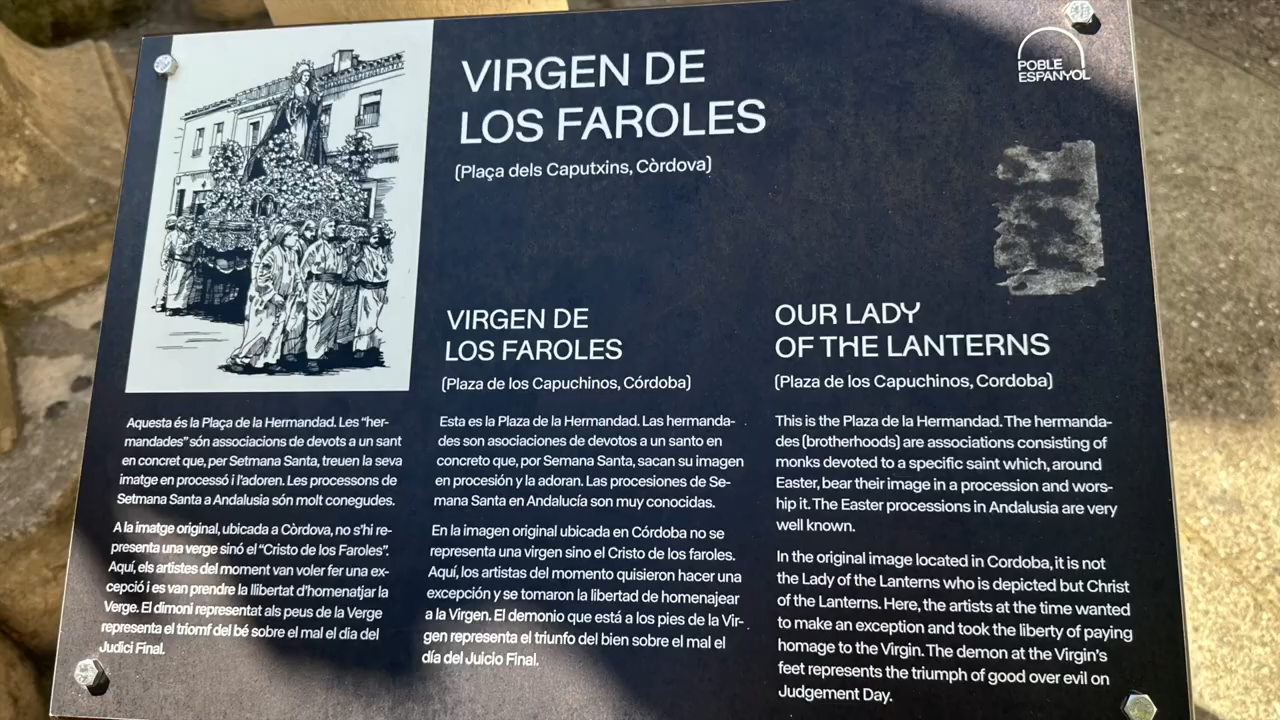 VIRGEN DE
LOS FAROLES
(Plaça dels Caputxins, Còrdova)
POBLE
ESPANYOL
Aquesta és la Plaça de la Hermandad. Les “her-
mandades” són associacions de devots a un sant
en concret que, per Setmana Santa, treuen la seva
imatge en processó i l’adoren. Les processons de
Setmana Santa a Andalusia són molt conegudes.
A la imatge original, ubicada a Còrdova, no s’hi re-
presenta una verge sinó el “Cristo de los Faroles”.
Aquí, els artistes del moment van voler fer una ex-
cepció i es van prendre la llibertat d’homenatjar la
Verge. El dimoni representat als peus de la Verge
representa el triomf del bé sobre el mal el dia del
Judici Final.
VIRGEN DE
LOS FAROLES
(Plaza de los Capuchinos, Córdoba)
Esta es la Plaza de la Hermandad. Las hermanda-
des son asociaciones de devotos a un santo en
concreto que, por Semana Santa, sacan su imagen
en procesión y la adoran. Las procesiones de Se-
mana Santa en Andalucía son muy conocidas.
En la imagen original ubicada en Córdoba no se
representa una virgen sino el Cristo de los faroles.
Aquí, los artistas del momento quisieron hacer una
excepción y se tomaron la libertad de homenajear
a la Virgen. El demonio que está a los pies de la Vir-
gen representa el triunfo del bien sobre el mal el
día del Juicio Final.
OUR LADY
OF THE LANTERNS
(Plaza de los Capuchinos, Cordoba)
This is the Plaza de la Hermandad. The hermanda-
des (brotherhoods) are associations consisting of
monks devoted to a specific saint which, around
Easter, bear their image in a procession and wors-
hip it. The Easter processions in Andalusia are very
well known.
In the original image located in Cordoba, it is not
the Lady of the Lanterns who is depicted but Christ
of the Lanterns. Here, the artists at the time wanted
to make an exception and took the liberty of paying
homage to the Virgin. The demon at the Virgin’s
feet represents the triumph of good over evil on
Judgement Day.